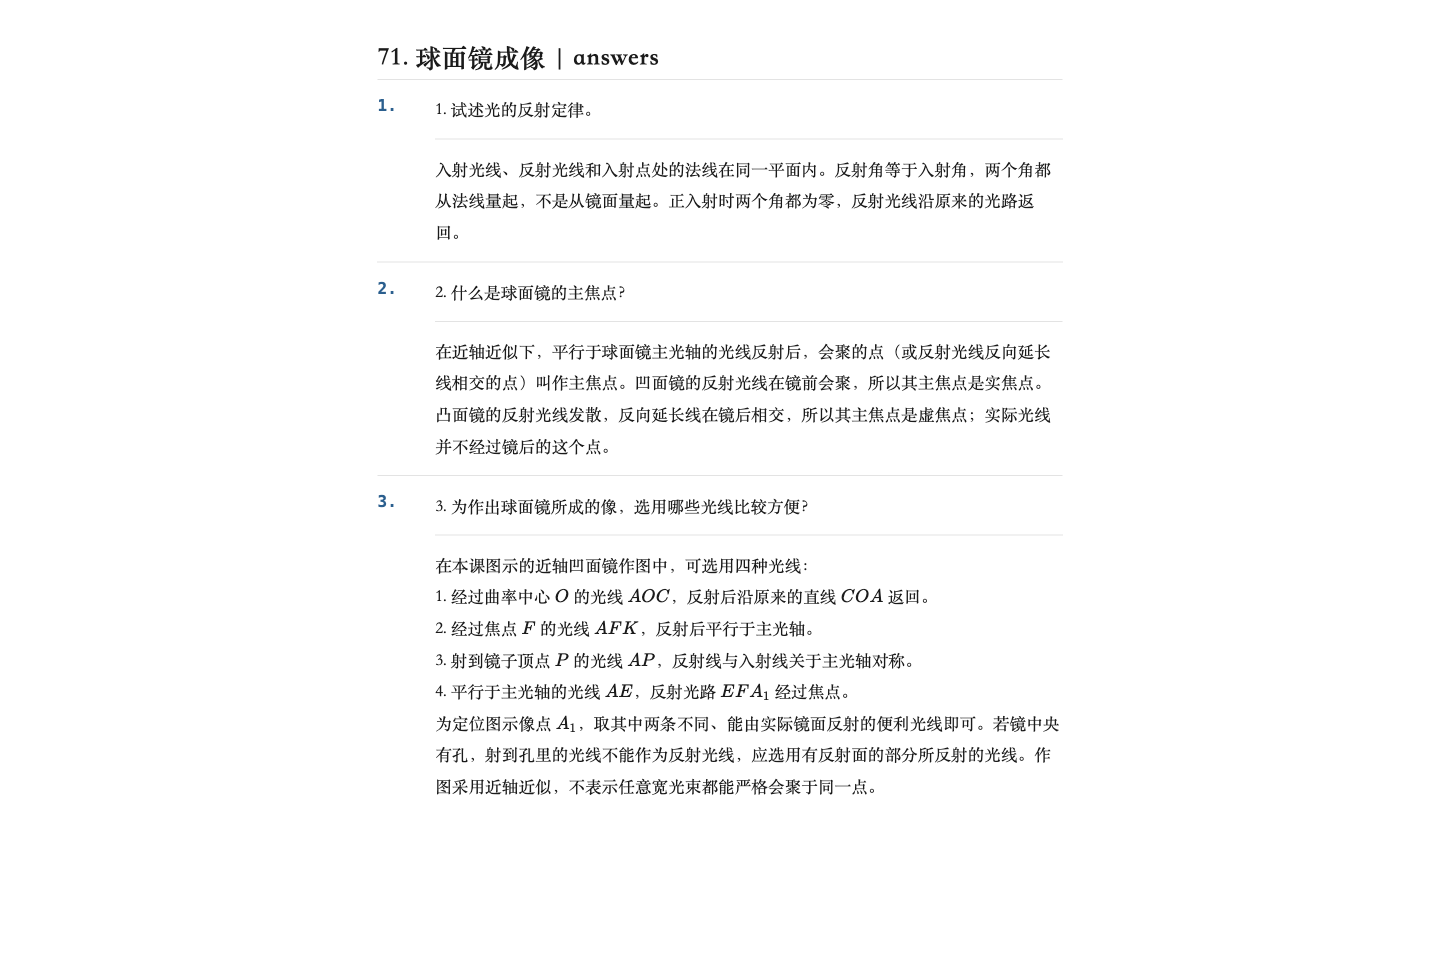 71. 球面镜成像 | answers
1. 1. 试述光的反射定律。
入射光线、反射光线和入射点处的法线在同一平面内。反射角等于入射角，两个角都
从法线量起，不是从镜面量起。正入射时两个角都为零，反射光线沿原来的光路返
回。
2. 2. 什么是球面镜的主焦点？
在近轴近似下，平行于球面镜主光轴的光线反射后，会聚的点（或反射光线反向延长
线相交的点）叫作主焦点。凹面镜的反射光线在镜前会聚，所以其主焦点是实焦点。
凸面镜的反射光线发散，反向延长线在镜后相交，所以其主焦点是虚焦点；实际光线
并不经过镜后的这个点。
3. 3. 为作出球面镜所成的像，选用哪些光线比较方便？
在本课图示的近轴凹面镜作图中，可选用四种光线：
1. 经过曲率中心 O 的光线 AOC，反射后沿原来的直线 COA 返回。
2. 经过焦点 F 的光线 AFK，反射后平行于主光轴。
3. 射到镜子顶点 P 的光线 AP，反射线与入射线关于主光轴对称。
4. 平行于主光轴的光线 AE，反射光路 EFA₁ 经过焦点。
为定位图示像点 A₁，取其中两条不同、能由实际镜面反射的便利光线即可。若镜中央
有孔，射到孔里的光线不能作为反射光线，应选用有反射面的部分所反射的光线。作
图采用近轴近似，不表示任意宽光束都能严格会聚于同一点。